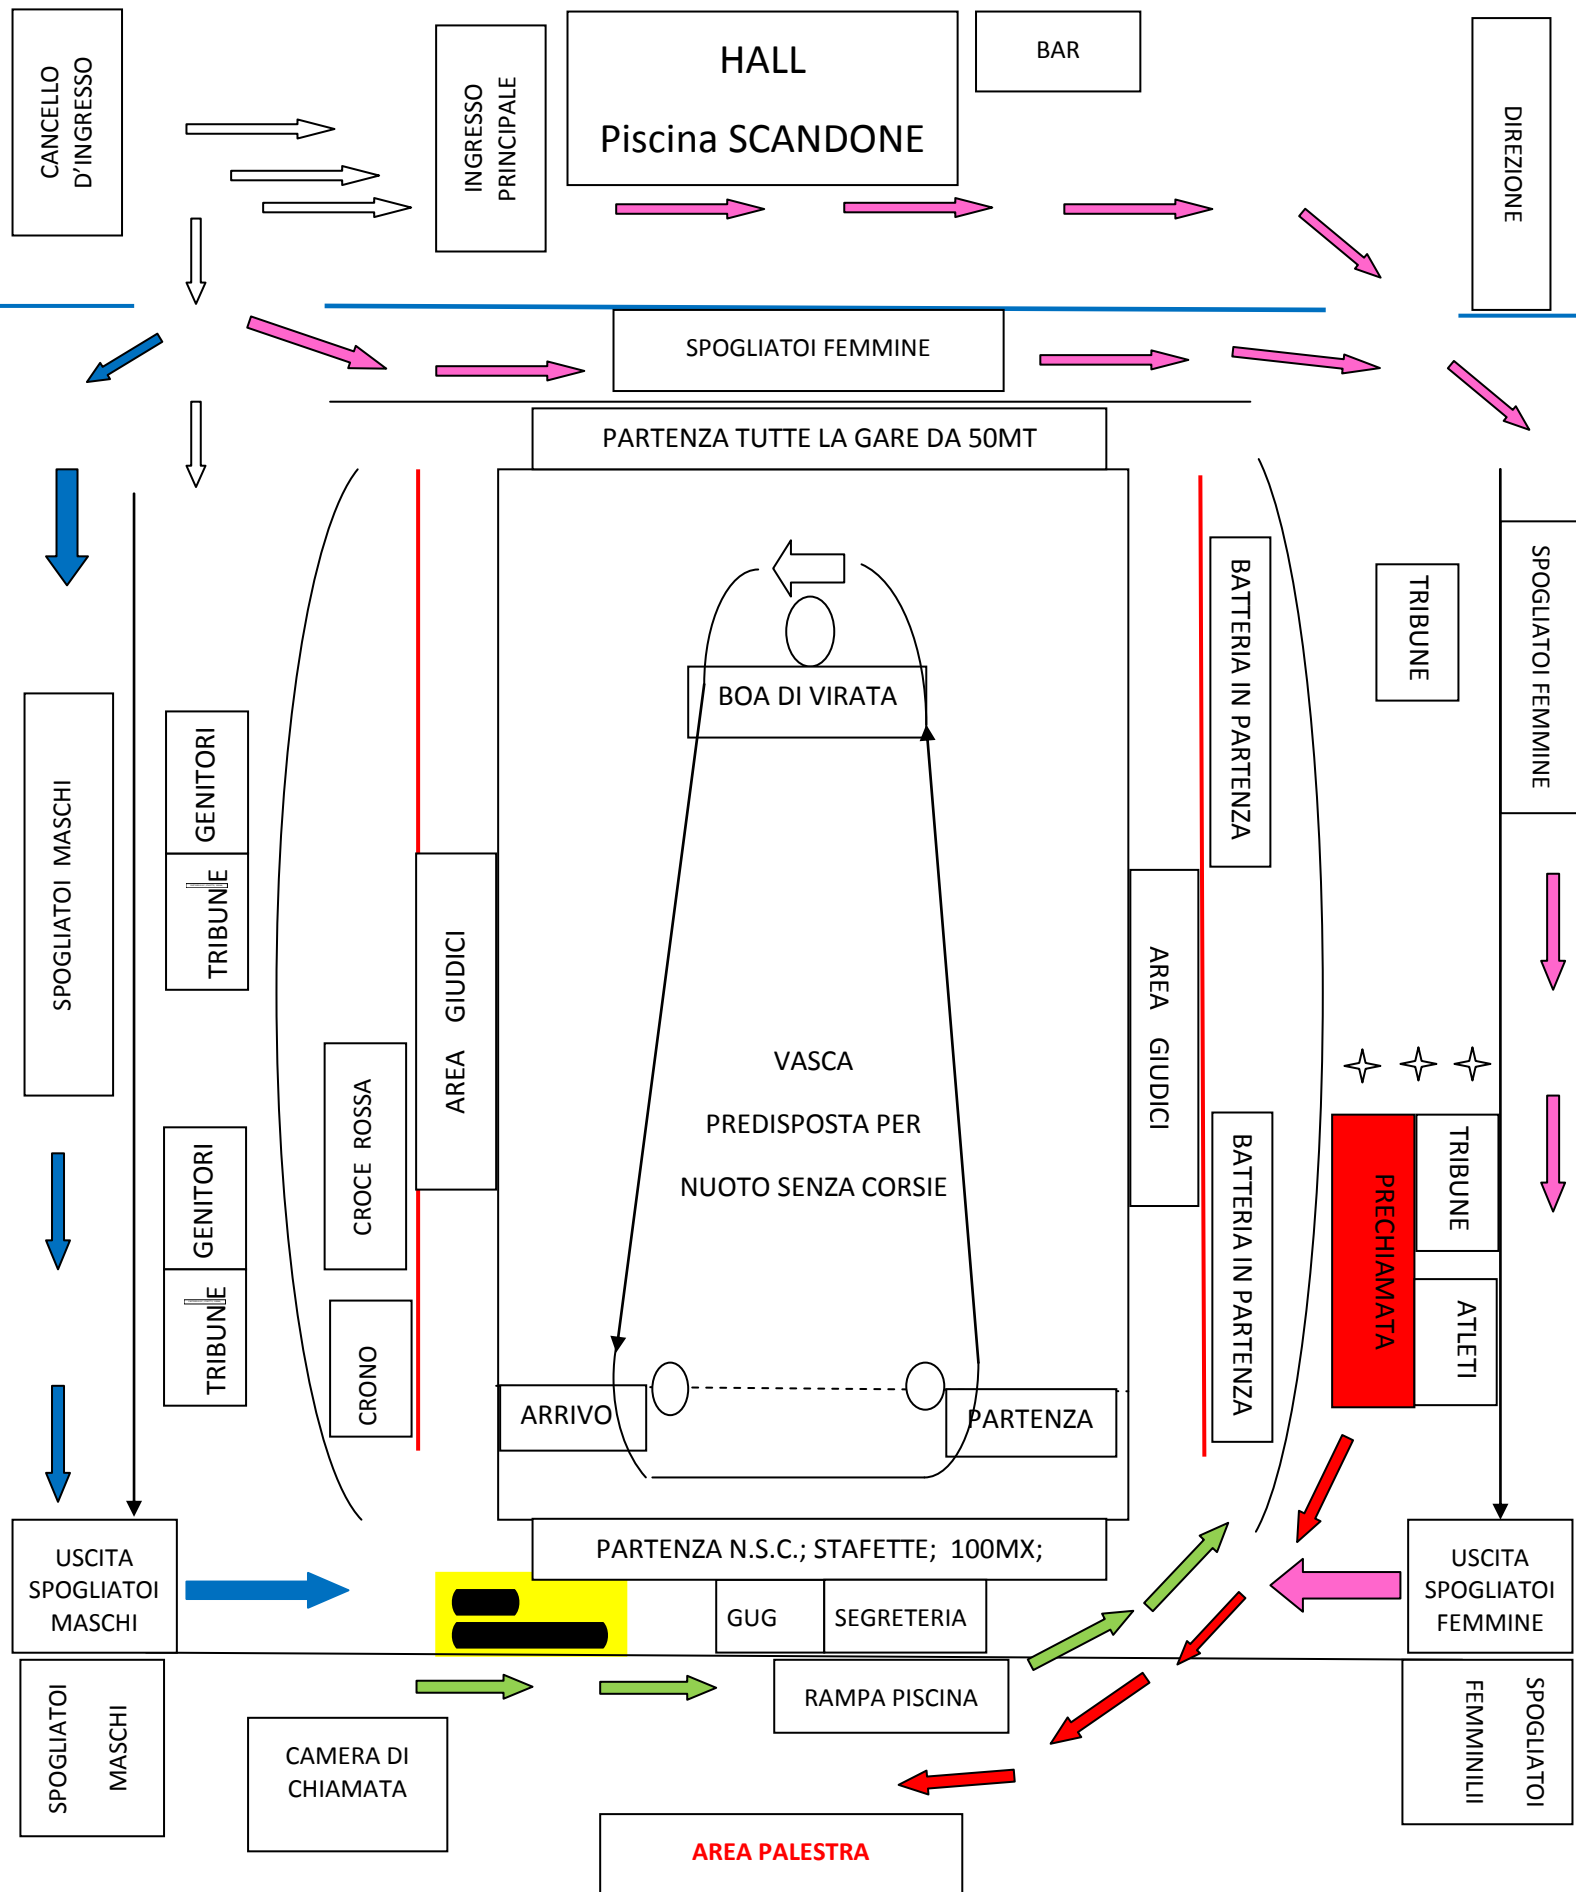 CANCELLO
D'INGRESSO
INGRESSO
PRINCIPALE
HALL
Piscina SCANDONE
BAR
DIREZIONE
SPOGLIATOI FEMMINE
PARTENZA TUTTE LA GARE DA 50MT
SPOGLIATOI MASCHI
GENITORI
TRIBUNE
GENITORI
TRIBUNE
CROCE ROSSA
CRONO
AREA GIUDICI
BOA DI VIRATA
VASCA
PREDISPOSTA PER
NUOTO SENZA CORSIE
ARRIVO
PARTENZA
AREA GIUDICI
BATTERIA IN PARTENZA
BATTERIA IN PARTENZA
TRIBUNE
SPOGLIATOI FEMMINE
PRECHIAMATA
TRIBUNE
ATLETI
USCITA
SPOGLIATOI
MASCHI
PARTENZA N.S.C.; STAFETTE; 100MX;
GUG
SEGRETERIA
USCITA
SPOGLIATOI
FEMMINE
SPOGLIATOI
MASCHI
CAMERA DI
CHIAMATA
RAMPA PISCINA
SPOGLIATOI
FEMMINILII
AREA PALESTRA